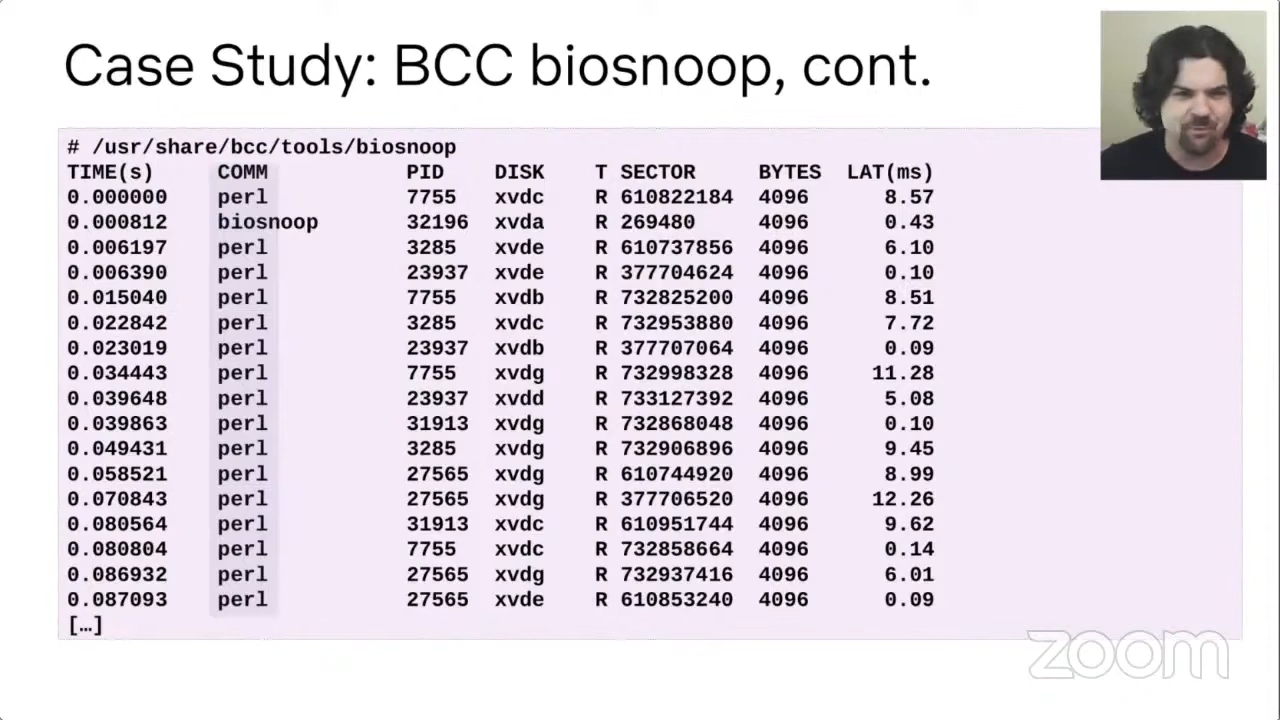 Case Study: BCC biosnoop, cont.
# /usr/share/bcc/tools/biosnoop
TIME(s) COMM PID DISK T SECTOR BYTES LAT(ms)
0.000000 perl 7755 xvdc R 610822184 4096 8.57
0.000812 biosnoop 32196 xvda R 269480 4096 0.43
0.006197 perl 3285 xvde R 610737856 4096 6.10
0.006390 perl 23937 xvde R 377704624 4096 0.10
0.015040 perl 7755 xvdb R 732825200 4096 8.51
0.022842 perl 3285 xvdc R 732953880 4096 7.72
0.023019 perl 23937 xvdb R 377707064 4096 0.09
0.034443 perl 7755 xvdg R 732998328 4096 11.28
0.039648 perl 23937 xvdd R 733127392 4096 5.08
0.039863 perl 31913 xvdg R 732868048 4096 0.10
0.049431 perl 3285 xvdg R 732906896 4096 9.45
0.058521 perl 27565 xvdg R 610744920 4096 8.99
0.070843 perl 27565 xvdg R 377706520 4096 12.26
0.080564 perl 31913 xvdc R 610951744 4096 9.62
0.080804 perl 7755 xvdc R 732858664 4096 0.14
0.086932 perl 27565 xvdg R 732937416 4096 6.01
0.087093 perl 27565 xvde R 610853240 4096 0.09
[…]
zoom